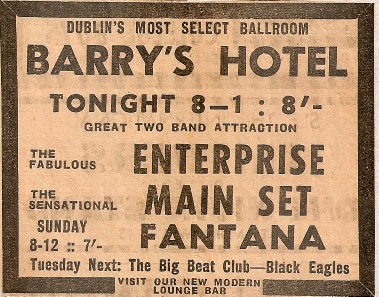 DUBLIN'S MOST SELECT BALLROOM
BARRY'S HOTEL
TONIGHT 8—1 : 8'-
GREAT TWO BAND ATTRACTION
THE FABULOUS ENTERPRISE
THE SENSATIONAL MAIN SET
SUNDAY 8-12 :: 7/- FANTANA
Tuesday Next: The Big Beat Club—Black Eagles
VISIT OUR NEW MODERN
LOUNGE BAR